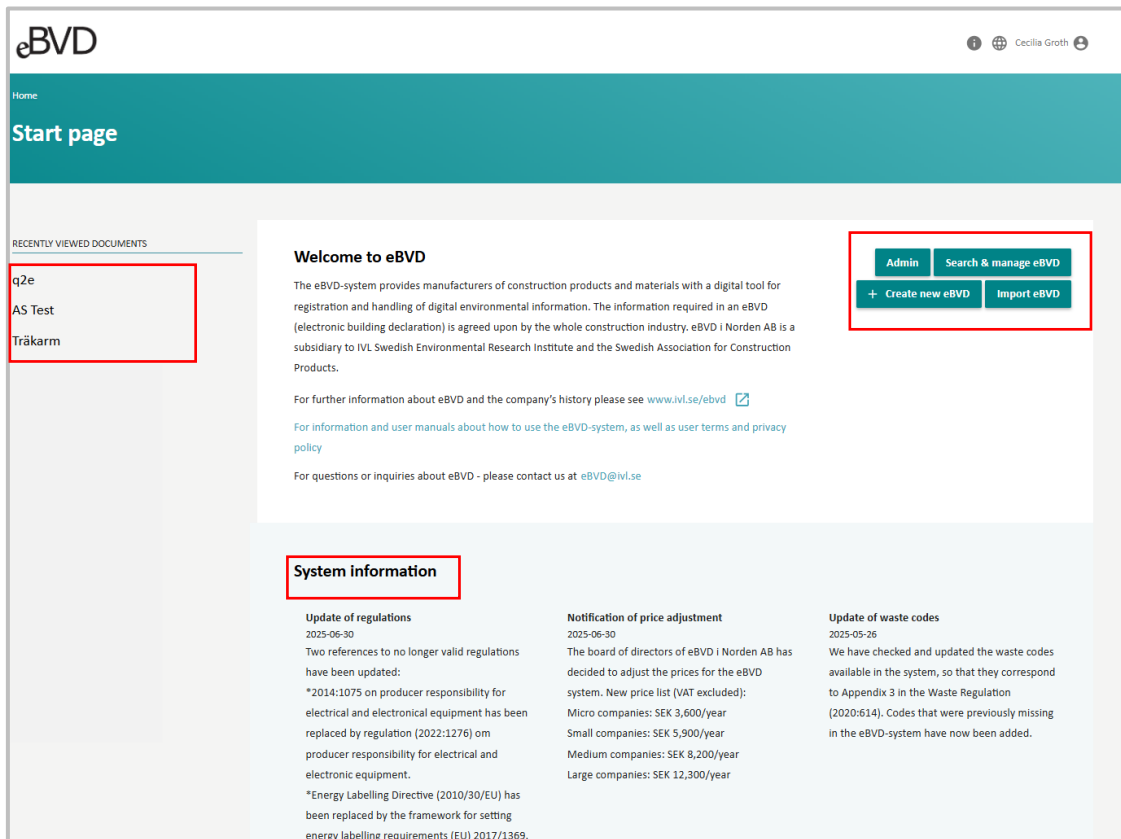 eBVD
Cecilia Groth
Home
Start page
RECENTLY VIEWED DOCUMENTS
q2e
AS Test
Träkarm
Welcome to eBVD
The eBVD-system provides manufacturers of construction products and materials with a digital tool for
registration and handling of digital environmental information. The information required in an eBVD
(electronic building declaration) is agreed upon by the whole construction industry. eBVD i Norden AB is a
subsidiary to IVL Swedish Environmental Research Institute and the Swedish Association for Construction
Products.
For further information about eBVD and the company's history please see www.ivl.se/ebvd
For information and user manuals about how to use the eBVD-system, as well as user terms and privacy
policy
For questions or inquiries about eBVD - please contact us at eBVD@ivl.se
Admin
Search & manage eBVD
+ Create new eBVD
Import eBVD
System information
Update of regulations
2025-06-30
Two references to no longer valid regulations
have been updated:
*2014:1075 on producer responsibility for
electrical and electronical equipment has been
replaced by regulation (2022:1276) om
producer responsibility for electrical and
electronic equipment.
*Energy Labelling Directive (2010/30/EU) has
been replaced by the framework for setting
energy labelling requirements (EU) 2017/1369.
Notification of price adjustment
2025-06-30
The board of directors of eBVD i Norden AB has
decided to adjust the prices for the eBVD
system. New price list (VAT excluded):
Micro companies: SEK 3,600/year
Small companies: SEK 5,900/year
Medium companies: SEK 8,200/year
Large companies: SEK 12,300/year
Update of waste codes
2025-05-26
We have checked and updated the waste codes
available in the system, so that they correspond
to Appendix 3 in the Waste Regulation
(2020:614). Codes that were previously missing
in the eBVD-system have now been added.